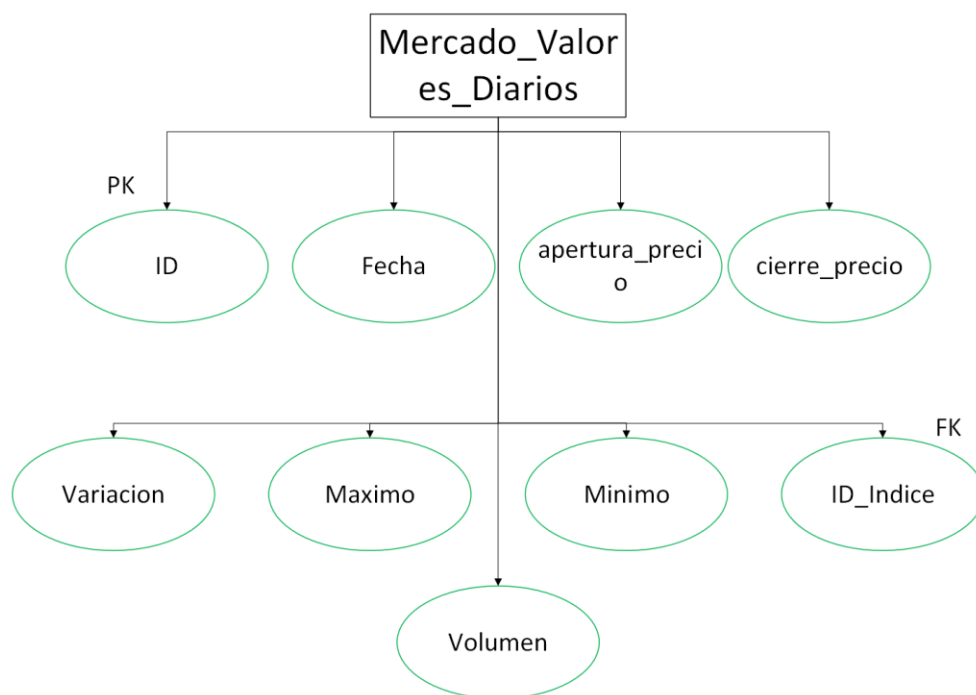 Mercado_Valor
es_Diarios
PK
ID
Fecha
apertura_preci
o
cierre_precio
FK
Variacion
Maximo
Minimo
ID_Indice
Volumen